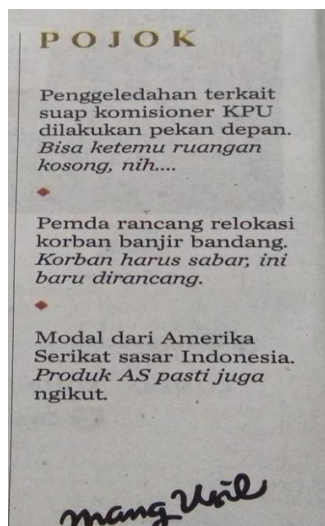 POJOK
Penggeledahan terkait
suap komisioner KPU
dilakukan pekan depan.
Bisa ketemu ruangan
kosong, nih....
Pemda rancang relokasi
korban banjir bandang.
Korban harus sabar, ini
baru dirancang.
Modal dari Amerika
Serikat sasar Indonesia.
Produk AS pasti juga
ngikut.
mang Usil